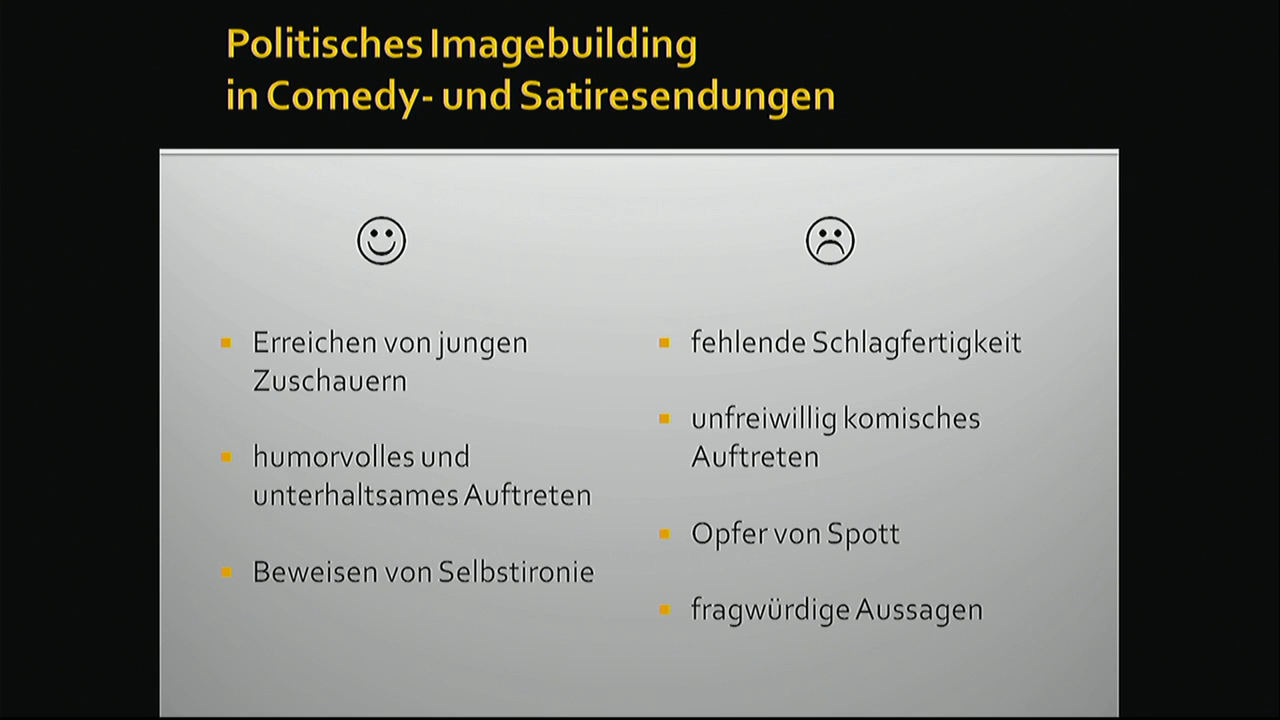 Politisches Imagebuilding
in Comedy- und Satiresendungen
Erreichen von jungen
Zuschauern
humorvolles und
unterhaltsames Auftreten
Beweisen von Selbstironie
fehlende Schlagfertigkeit
unfreiwillig komisches
Auftreten
Opfer von Spott
fragwürdige Aussagen